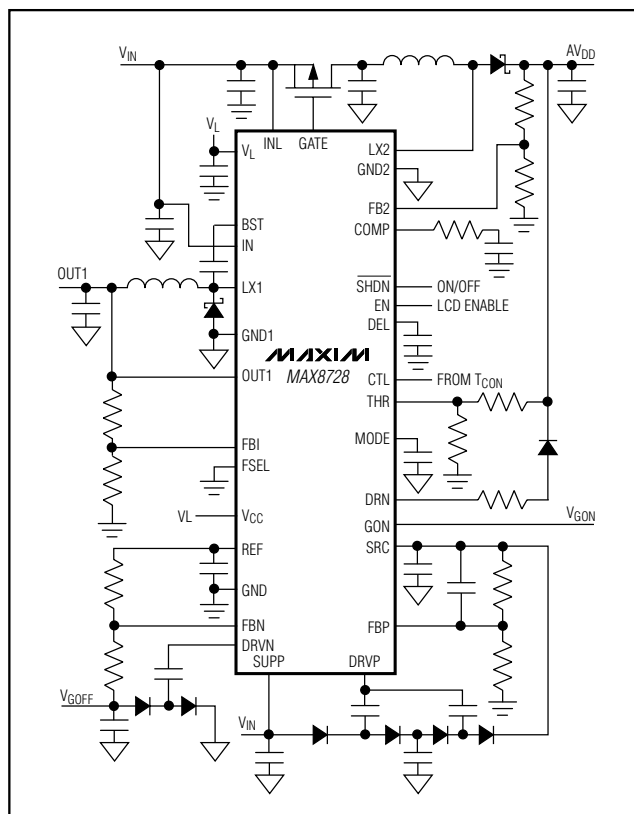 VIN
AVDD
VL
INL
GATE
LX2
VL
GND2
BST
FB2
IN
COMP
OUT1
LX1
SHDN
ON/OFF
EN
LCD ENABLE
GND1
DEL
MAXIM
MAX8728
OUT1
CTL
FROM TCON
THR
FBI
MODE
FSEL
DRN
VL
VCC
GON
VGON
REF
SRC
GND
FBN
FBP
DRVN
SUPP
DRVP
VGOFF
VIN